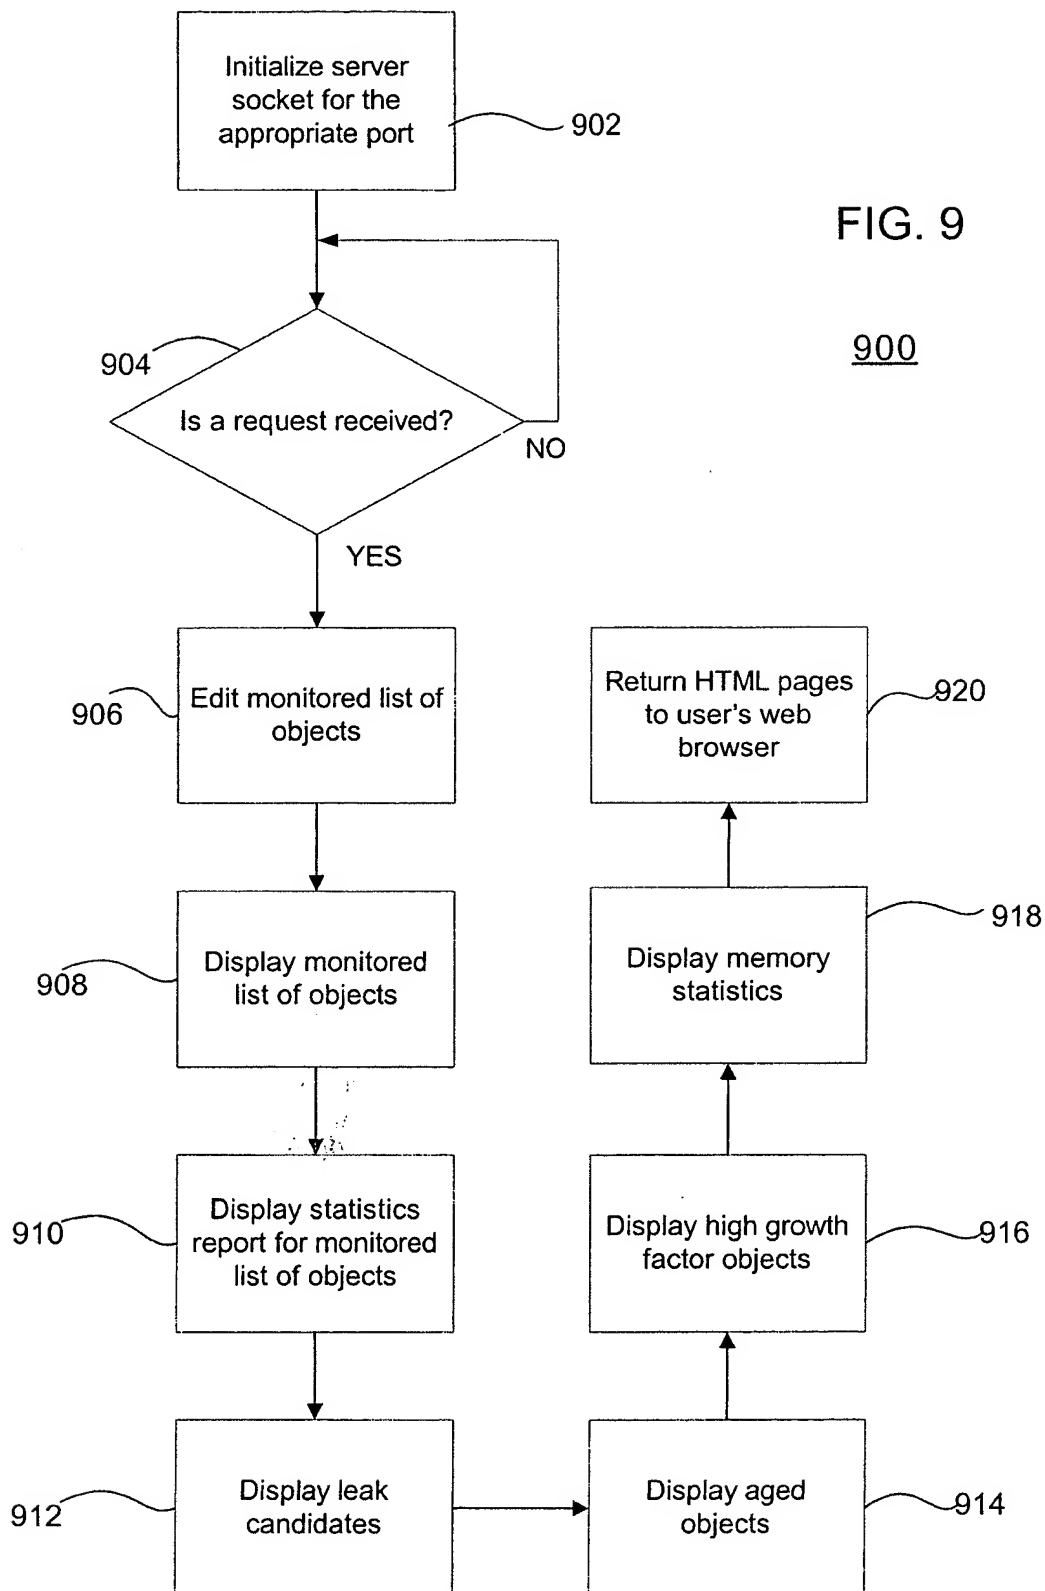 Initialize server
socket for the
appropriate port
902
FIG. 9
900
904
Is a request received?
NO
YES
906
Edit monitored list of
objects
908
Display monitored
list of objects
910
Display statistics
report for monitored
list of objects
912
Display leak
candidates
Display aged
objects
914
Display high growth
factor objects
916
Display memory
statistics
918
Return HTML pages
to user's web
browser
920